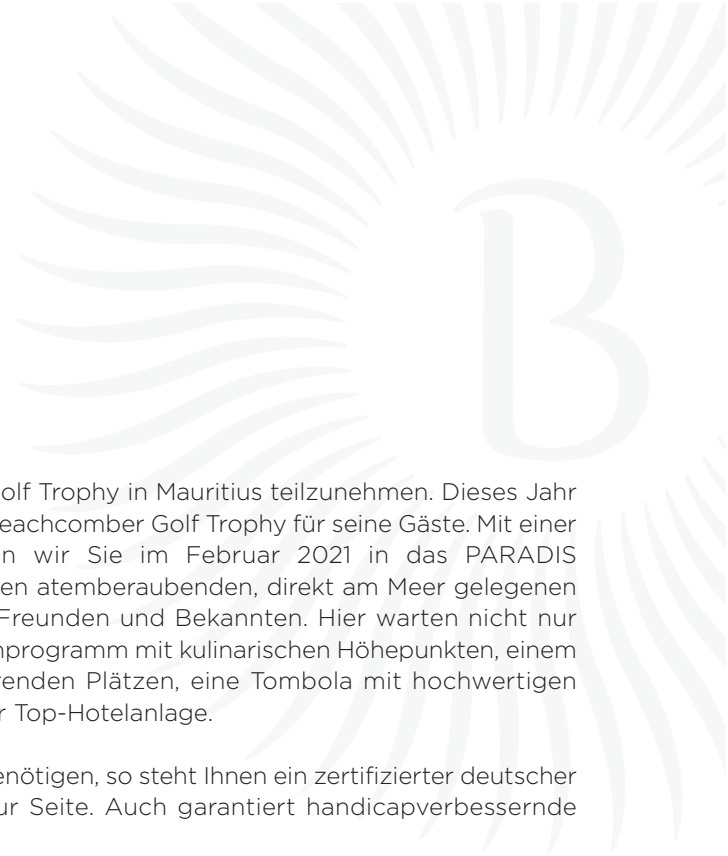 B
olf Trophy in Mauritius teilzunehmen. Dieses Jahr
eachcomber Golf Trophy für seine Gäste. Mit einer
n wir Sie im Februar 2021 in das PARADIS
en atemberaubenden, direkt am Meer gelegenen
Freunden und Bekannten. Hier warten nicht nur
nprogramm mit kulinarischen Höhepunkten, einem
enden Plätzen, eine Tombola mit hochwertigen
r Top-Hotelanlage.
enötigen, so steht Ihnen ein zertifizierter deutscher
ur Seite. Auch garantiert handicapverbessernde